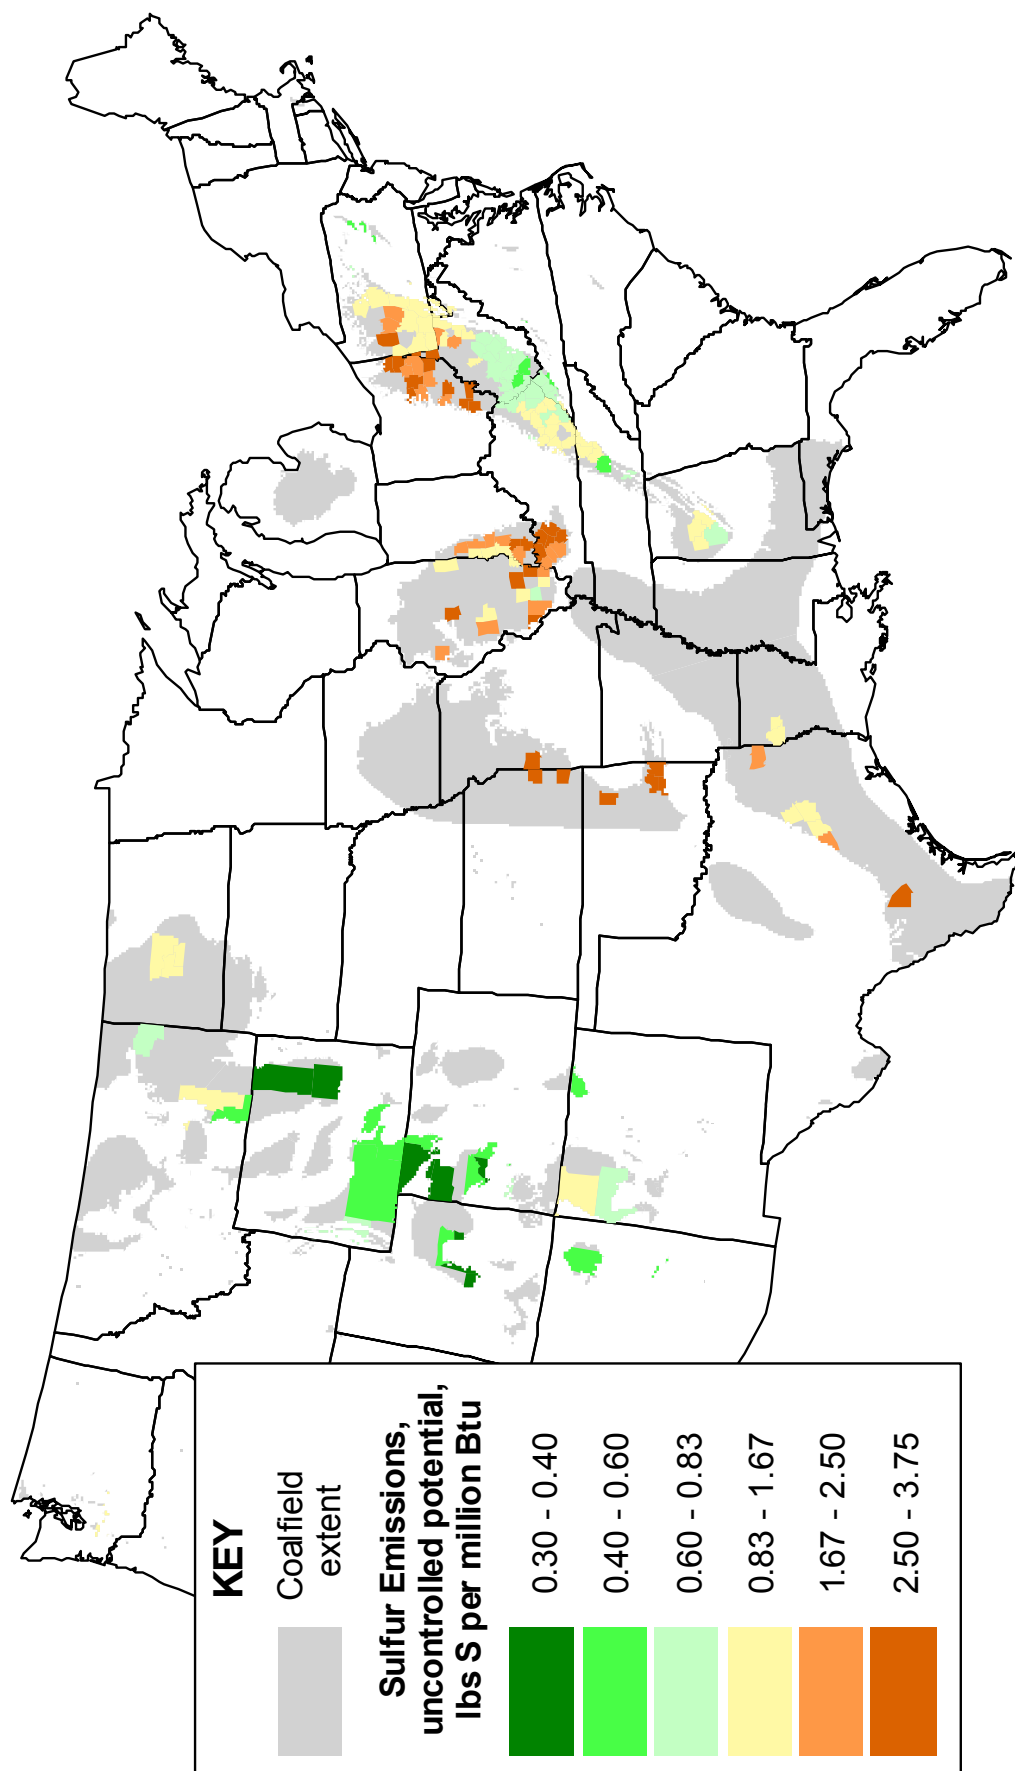 KEY
Coalfield
extent
Sulfur Emissions,
uncontrolled potential,
lbs S per million Btu
0.30 - 0.40
0.40 - 0.60
0.60 - 0.83
0.83 - 1.67
1.67 - 2.50
2.50 - 3.75